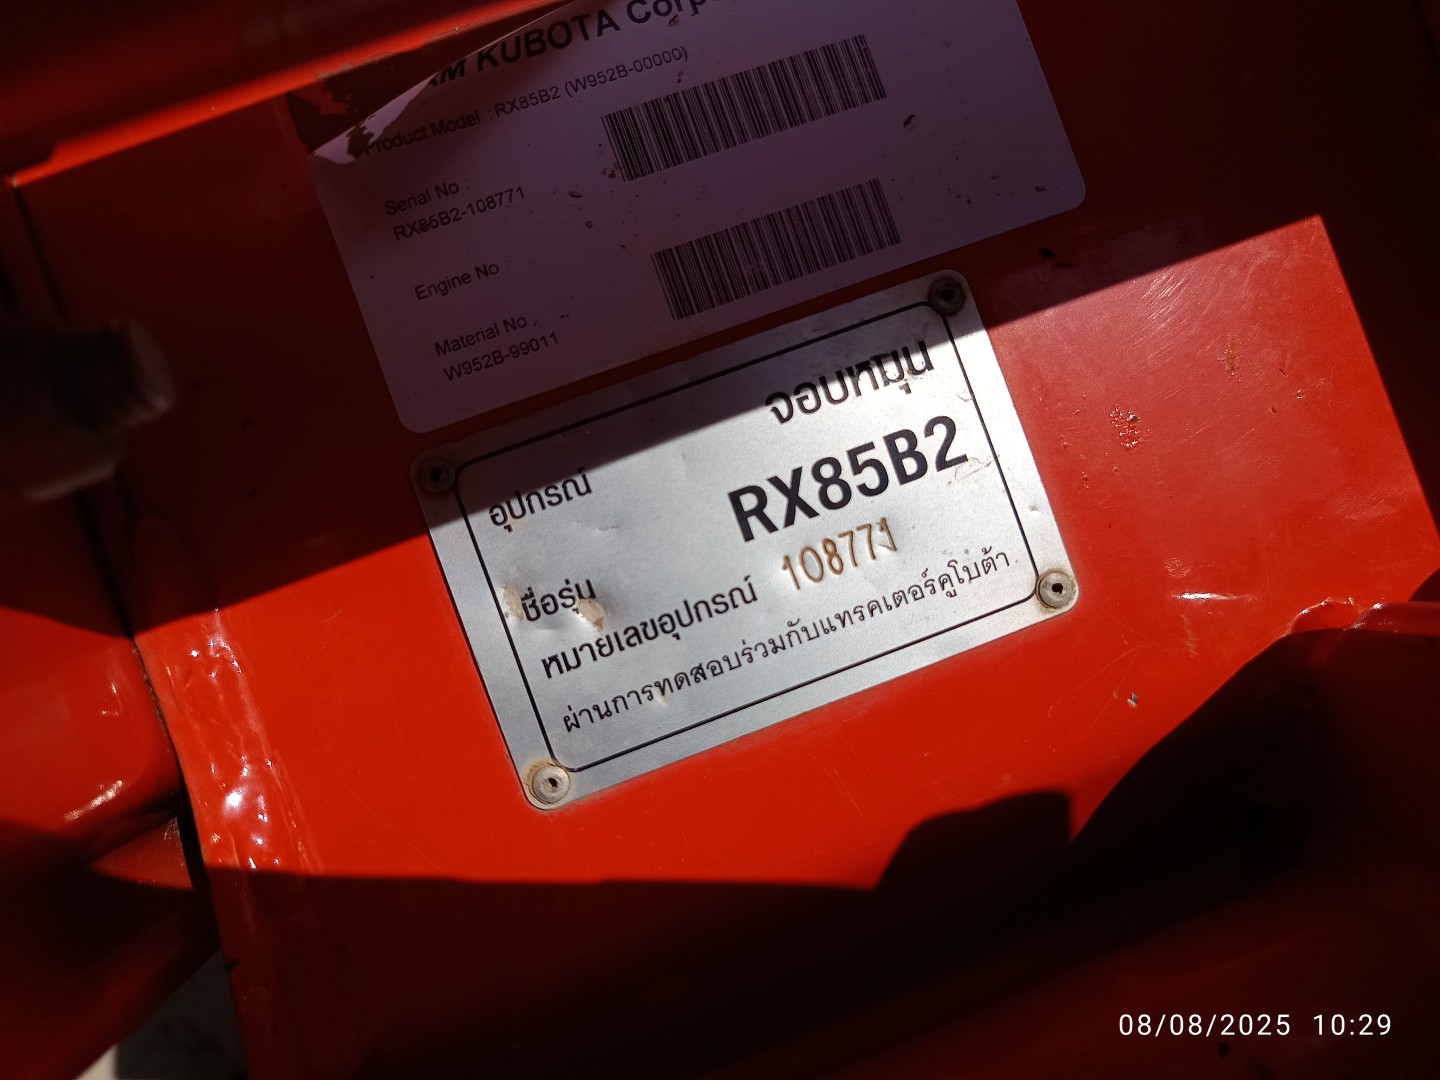 KUBOTA
Product Model : RX85B2 (W952B-00000)
Serial No :
RX85B2-108771
Engine No
Material No :
W952B-99011
อุปกรณ์ จอบหมุน
ชื่อรุ่น RX85B2
หมายเลขอุปกรณ์ 108771
ผ่านการทดสอบร่วมกับแทรคเตอร์คูโบต้า
08/08/2025 10:29